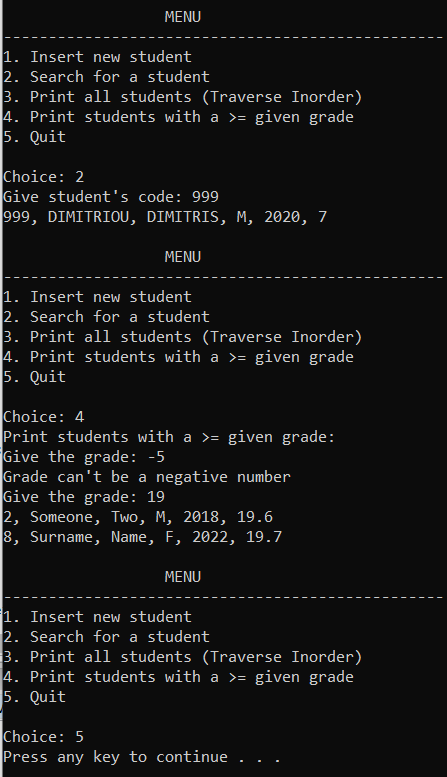 MENU
-------------------------------------------------
1. Insert new student
2. Search for a student
3. Print all students (Traverse Inorder)
4. Print students with a >= given grade
5. Quit
Choice: 2
Give student's code: 999
999, DIMITRIOU, DIMITRIS, M, 2020, 7
MENU
-------------------------------------------------
1. Insert new student
2. Search for a student
3. Print all students (Traverse Inorder)
4. Print students with a >= given grade
5. Quit
Choice: 4
Print students with a >= given grade:
Give the grade: -5
Grade can't be a negative number
Give the grade: 19
2, Someone, Two, M, 2018, 19.6
8, Surname, Name, F, 2022, 19.7
MENU
-------------------------------------------------
1. Insert new student
2. Search for a student
3. Print all students (Traverse Inorder)
4. Print students with a >= given grade
5. Quit
Choice: 5
Press any key to continue . . .